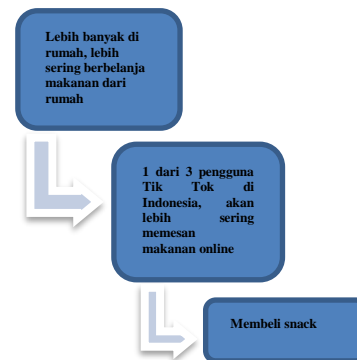 Lebih banyak di
rumah, lebih
sering berbelanja
makanan dari
rumah
1 dari 3 pengguna
Tik Tok di
Indonesia, akan
lebih sering
memesan
makanan online
Membeli snack